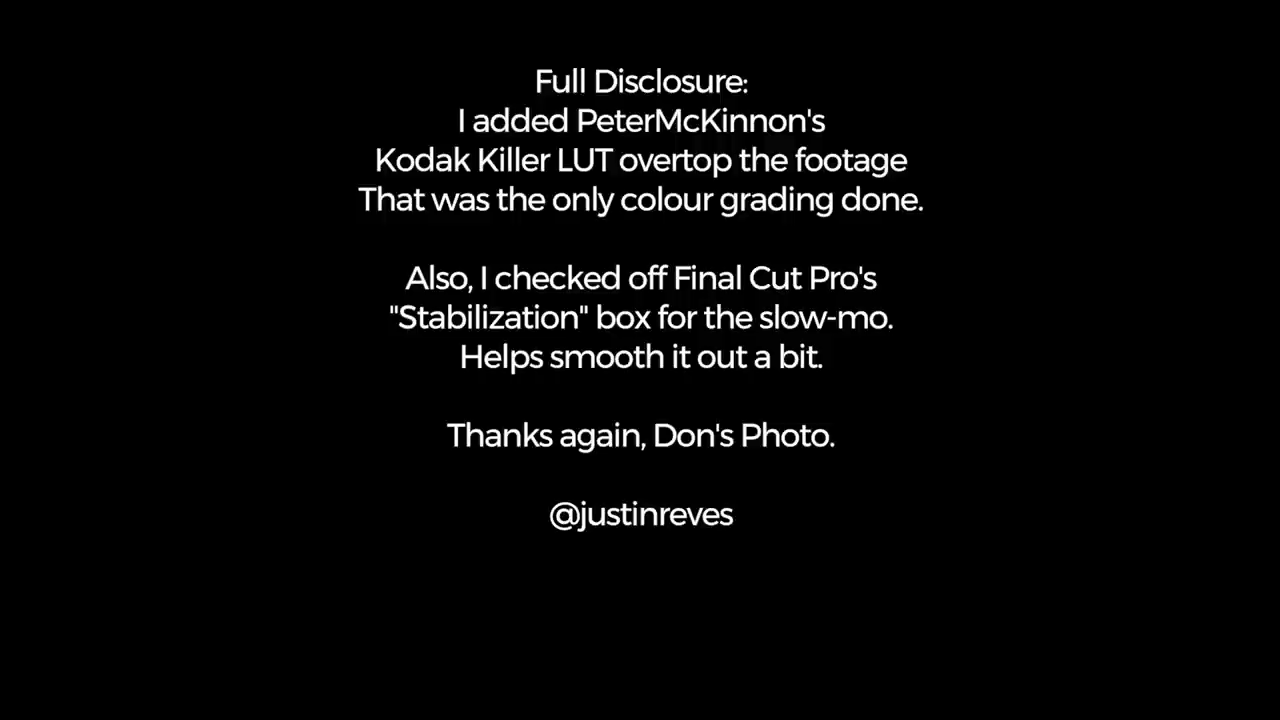 Full Disclosure:
I added PeterMcKinnon's
Kodak Killer LUT overtop the footage
That was the only colour grading done.
Also, I checked off Final Cut Pro's
"Stabilization" box for the slow-mo.
Helps smooth it out a bit.
Thanks again, Don's Photo.
@justinreves